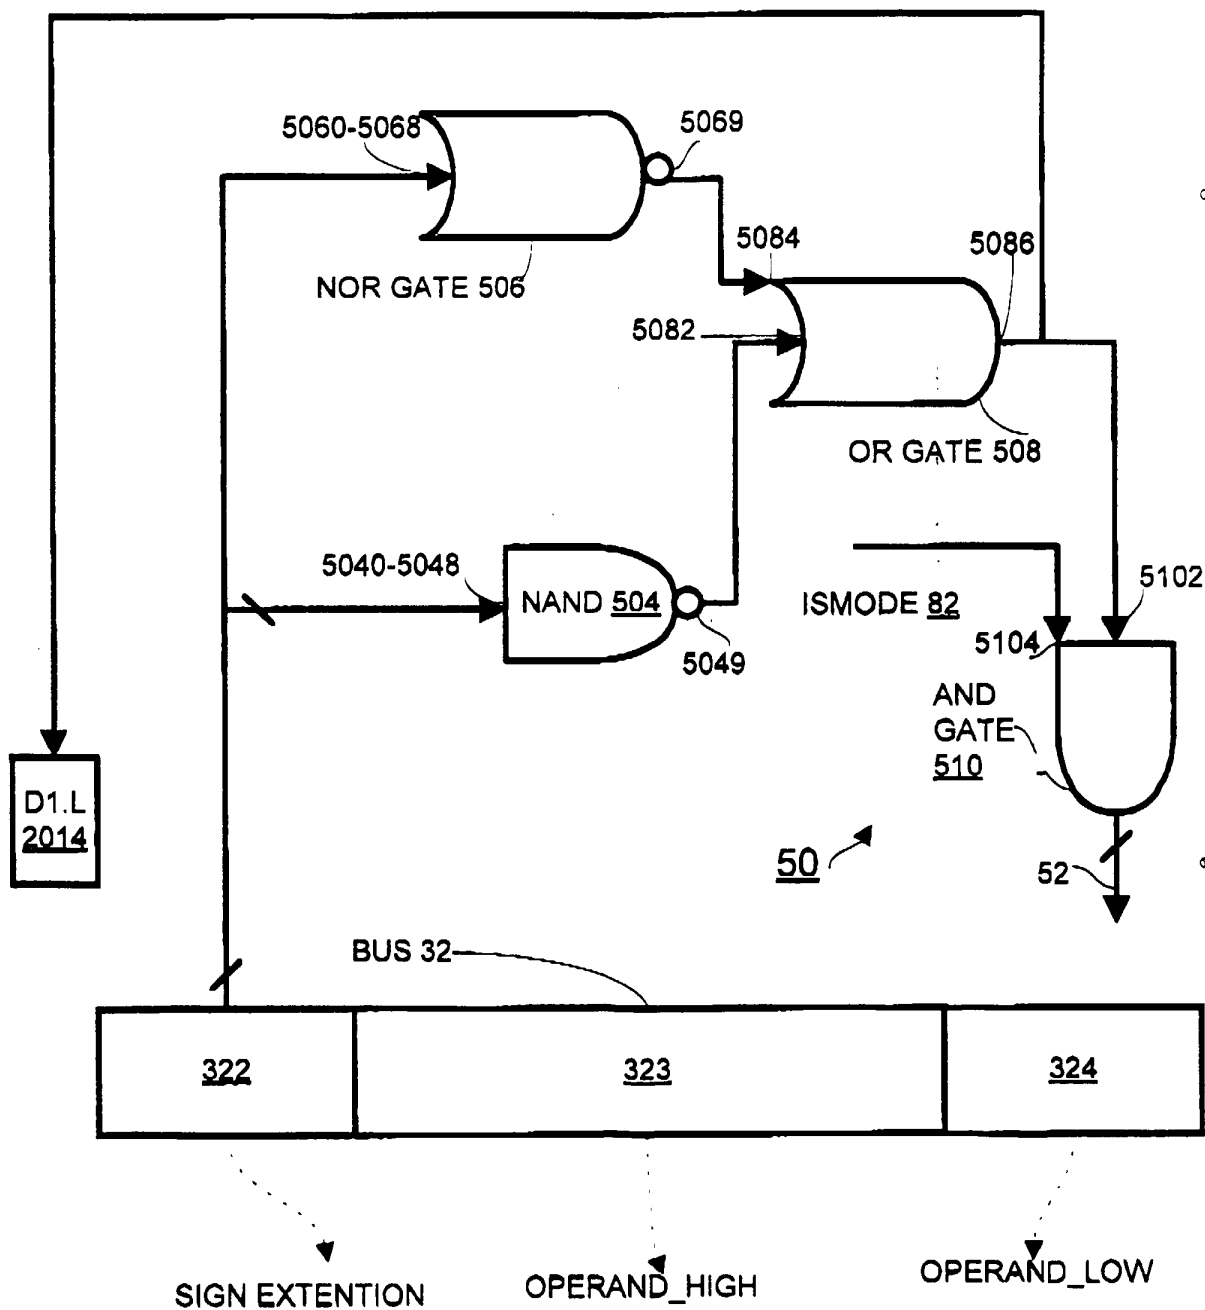 5060-5068
5069
NOR GATE 506
5084
5086
5082
OR GATE 508
5040-5048
NAND 504
5049
ISMODE 82
5102
5104
AND
GATE
510
D1.L
2014
50
52
BUS 32
322
323
324
SIGN EXTENTION
OPERAND_HIGH
OPERAND_LOW